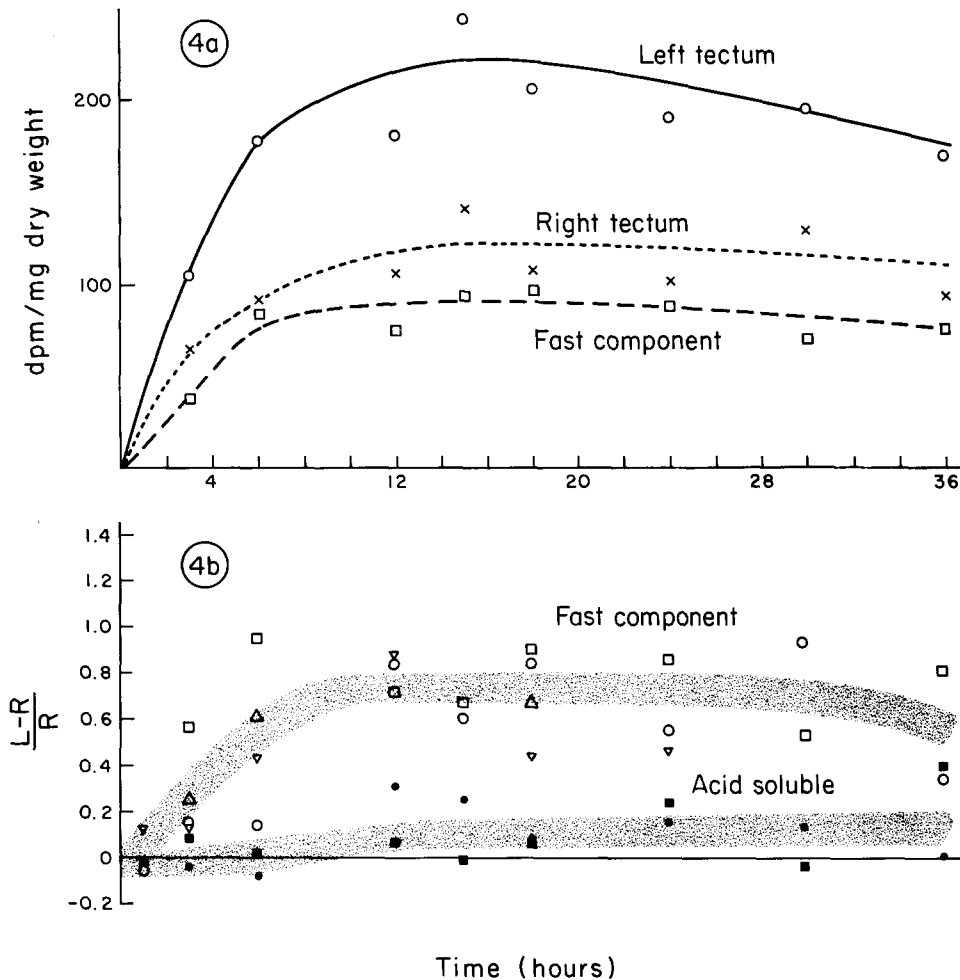 4a
dpm/mg dry weight
200
100
Left tectum
Right tectum
Fast component
4 12 20 28 36
4b
L-R
R
1.4
1.2
1.0
0.8
0.6
0.4
0.2
0
-0.2
Fast component
Acid soluble
Time (hours)